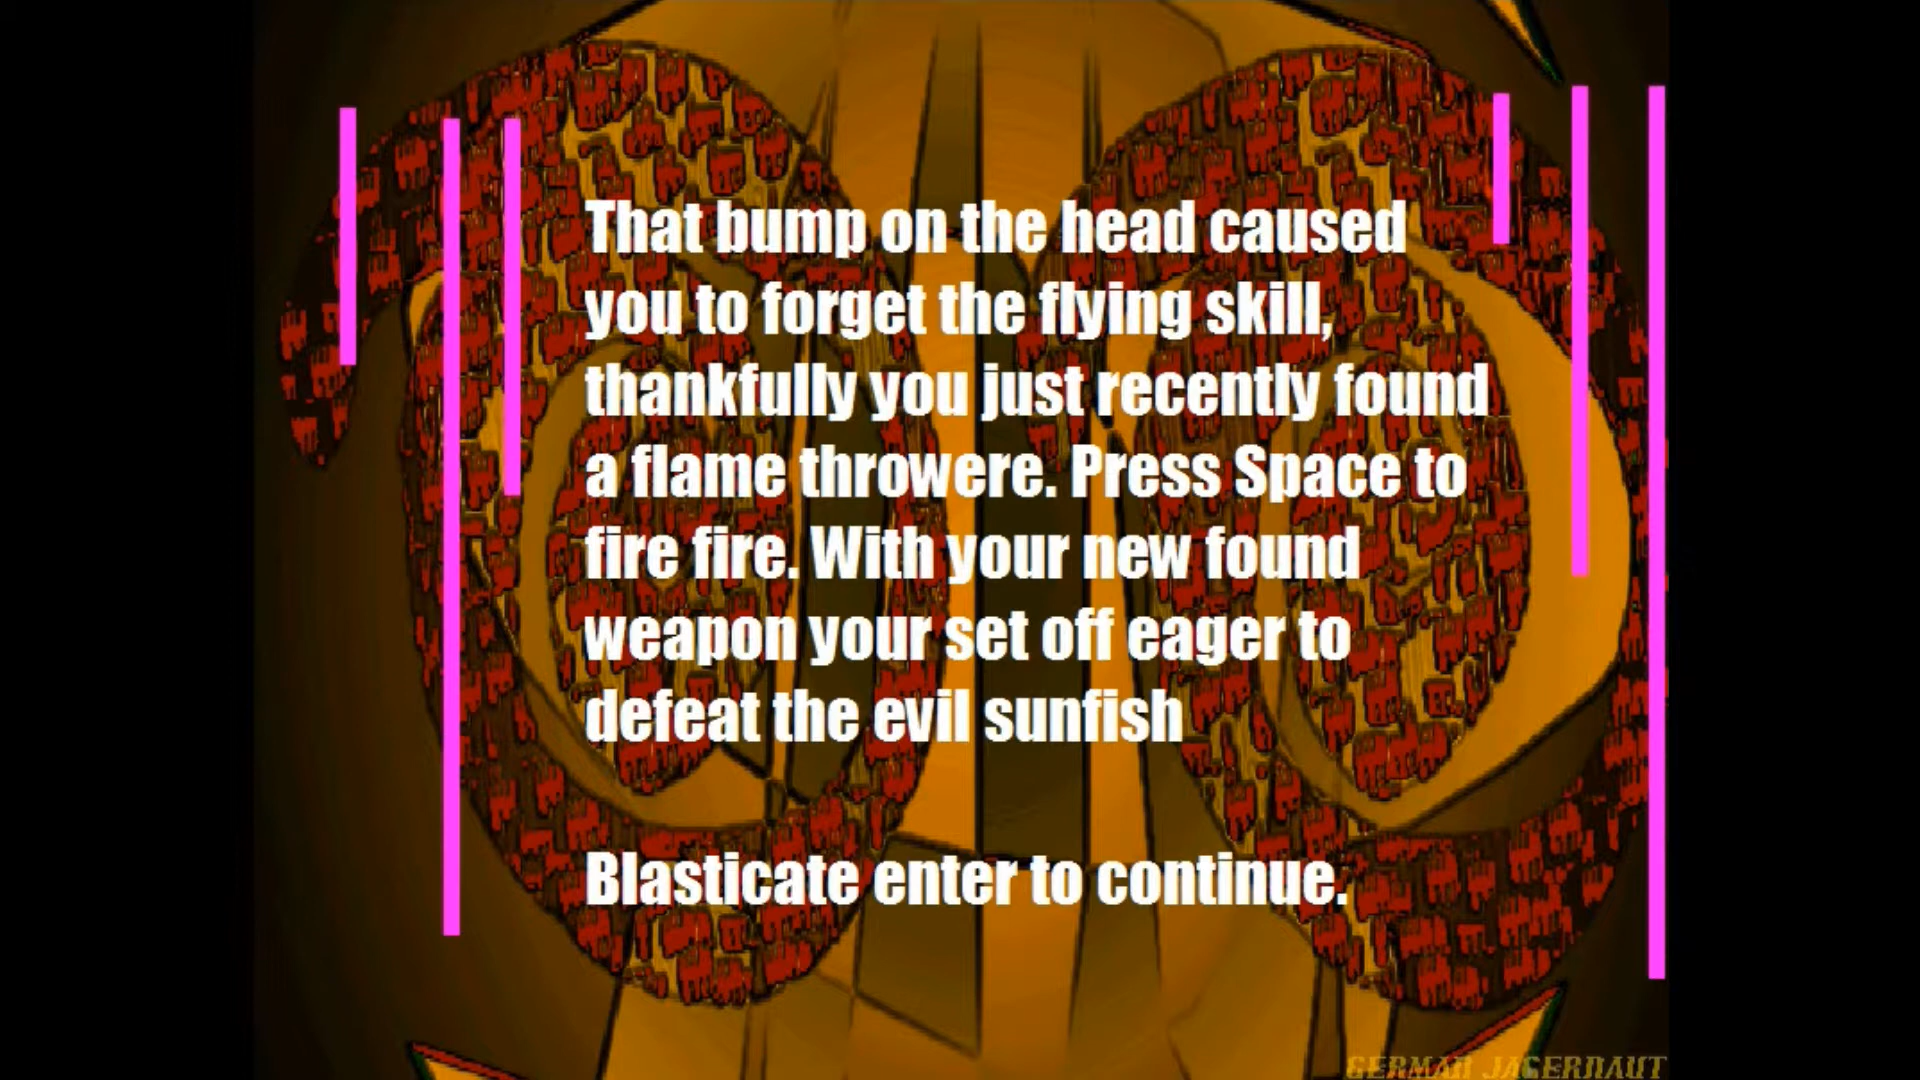 That bump on the head caused
you to forget the flying skill,
thankfully you just recently found
a flame throwere. Press Space to
fire fire. With your new found
weapon your set off eager to
defeat the evil sunfish
Blasticate enter to continue.
GERMAN JAGERNAUT